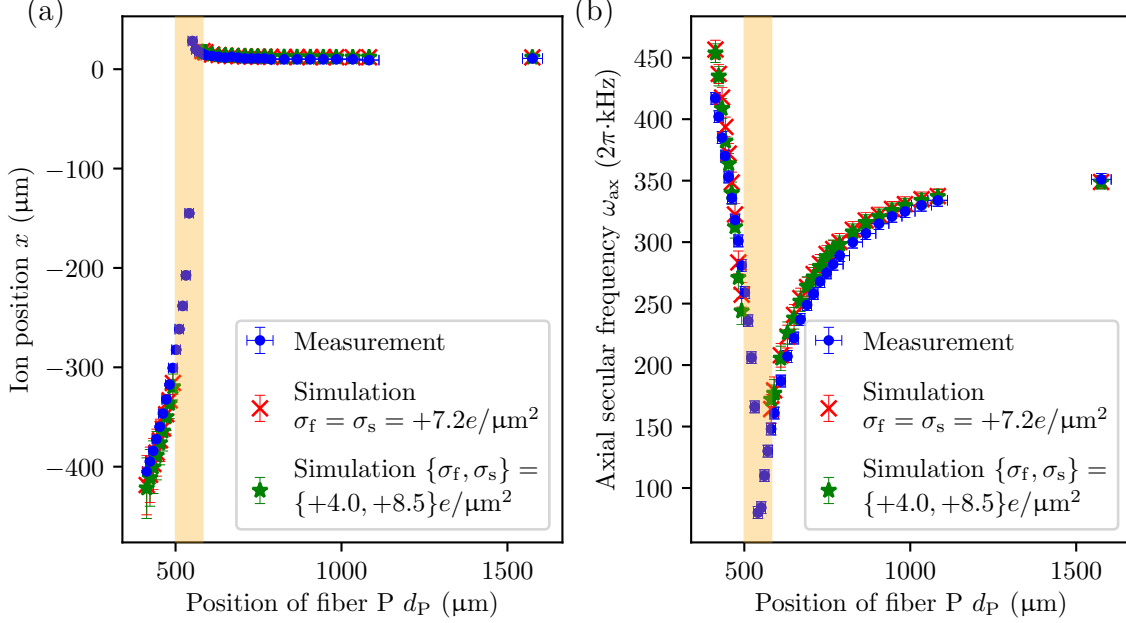 (a)
Ion position x (μm)
0
−100
−200
−300
−400
500
1000
1500
Position of fiber P d_P (μm)
Measurement
Simulation
σ_f = σ_s = +7.2e/μm²
Simulation {σ_f, σ_s} =
{+4.0, +8.5}e/μm²
(b)
Axial secular frequency ω_ax (2π·kHz)
450
400
350
300
250
200
150
100
500
1000
1500
Position of fiber P d_P (μm)
Measurement
Simulation
σ_f = σ_s = +7.2e/μm²
Simulation {σ_f, σ_s} =
{+4.0, +8.5}e/μm²